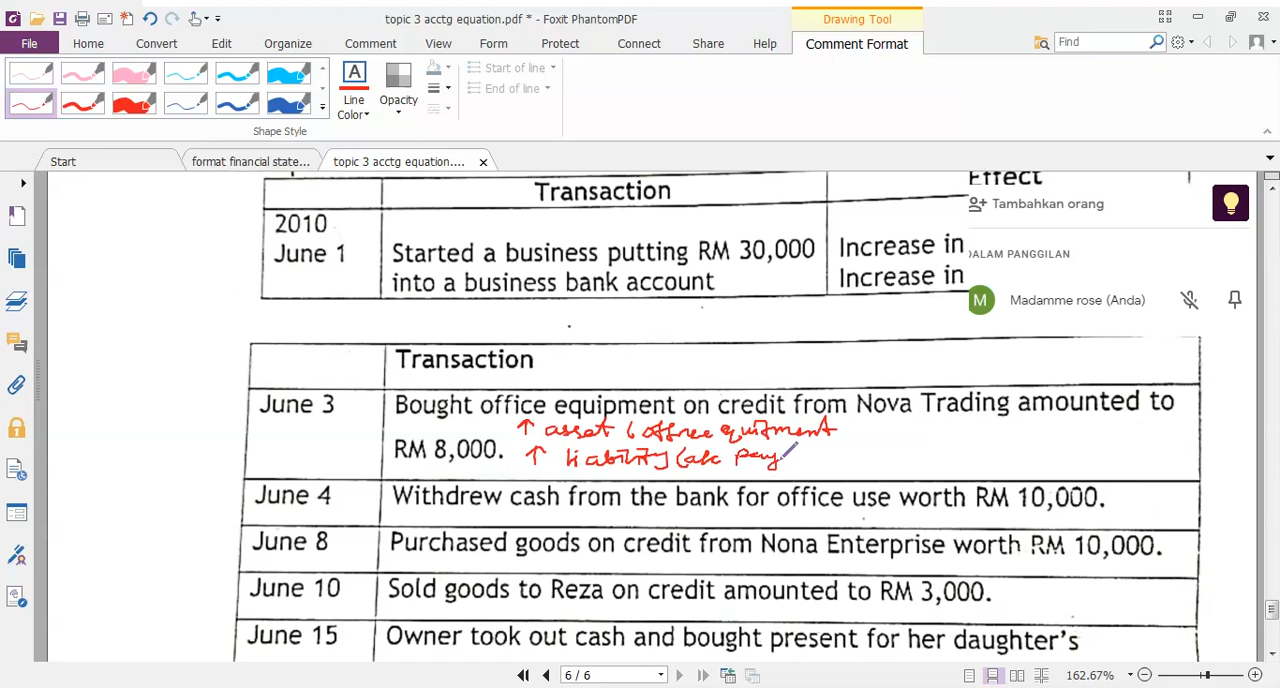 topic 3 acctg equation.pdf * - Foxit PhantomPDF
Drawing Tool
File Home Convert Edit Organize Comment View Form Protect Connect Share Help Comment Format
Find
A
Line Color
Opacity
Start of line
End of line
Shape Style
Start
format financial state...
topic 3 acctg equation....
Transaction
Effect
2010
June 1
Started a business putting RM 30,000
into a business bank account
Increase in
Increase in
Tambahkan orang
DALAM PANGGILAN
M
Madamme rose (Anda)
Transaction
June 3
Bought office equipment on credit from Nova Trading amounted to
↑ asset
RM 8,000.
↑ liability
June 4
Withdrew cash from the bank for office use worth RM 10,000.
June 8
Purchased goods on credit from Nona Enterprise worth RM 10,000.
June 10
Sold goods to Reza on credit amounted to RM 3,000.
June 15
Owner took out cash and bought present for her daughter's
6 / 6
162.67%